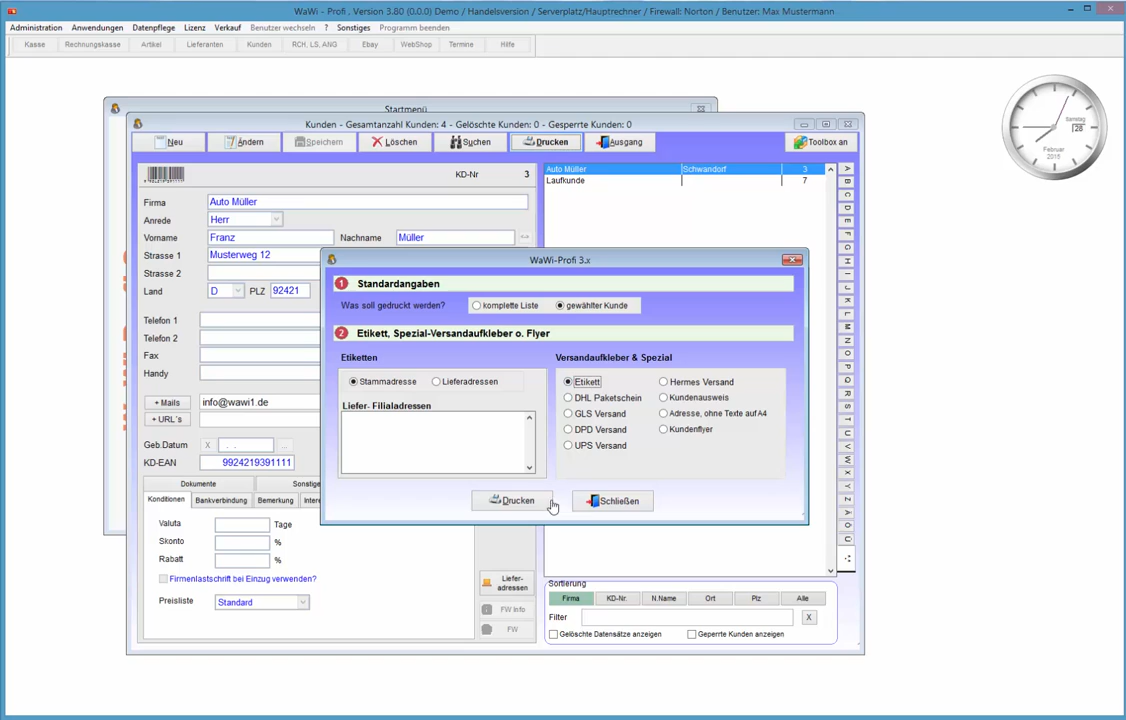 WaWi - Profi , Version 3.80 (0.0.0) Demo / Handelsversion / Serverplatz/Hauptrechner / Firewall: Norton / Benutzer: Max Mustermann
Administration Anwendungen Datenpflege Lizenz Verkauf Benutzer wechseln ? Sonstiges Programm beenden
Kasse Rechnungskasse Artikel Lieferanten Kunden RCH, LS, ANG Ebay WebShop Termine Hilfe
Startmenü
Kunden - Gesamtanzahl Kunden: 4 - Gelöschte Kunden: 0 - Gesperrte Kunden: 0
Neu Ändern Speichern Löschen Suchen Drucken Ausgang Toolbox an
Samstag
28
Februar
2015
KD-Nr 3
Firma Auto Müller
Anrede Herr
Vorname Franz Nachname Müller
Strasse 1 Musterweg 12
Strasse 2
Land D PLZ 92421
Telefon 1
Telefon 2
Fax
Handy
+ Mails info@wawi1.de
+ URL's
Geb.Datum X . . ...
KD-EAN 9924219391111
Dokumente Sonstige
Konditionen Bankverbindung Bemerkung Intere
Valuta Tage
Skonto %
Rabatt %
Firmenlastschrift bei Einzug verwenden?
Preisliste Standard
Liefer-
adressen
FW Info
FW
Auto Müller Schwandorf 3
Laufkunde 7
A
B
C
D
E
F
G
H
I
J
K
L
M
N
O
P
Q
R
S
T
U
V
W
X
Y
Z
Ä
Ö
Ü
WaWi-Profi 3.x
1 Standardangaben
Was soll gedruckt werden? komplette Liste gewählter Kunde
2 Etikett, Spezial-Versandaufkleber o. Flyer
Etiketten
Stammadresse Lieferadressen
Liefer- Filialadressen
Versandaufkleber & Spezial
Etikett Hermes Versand
DHL Paketschein Kundenausweis
GLS Versand Adresse, ohne Texte auf A4
DPD Versand Kundenflyer
UPS Versand
Drucken Schließen
Sortierung
Firma KD-Nr. N.Name Ort Plz Alle
Filter X
Gelöschte Datensätze anzeigen Geperrte Kunden anzeigen